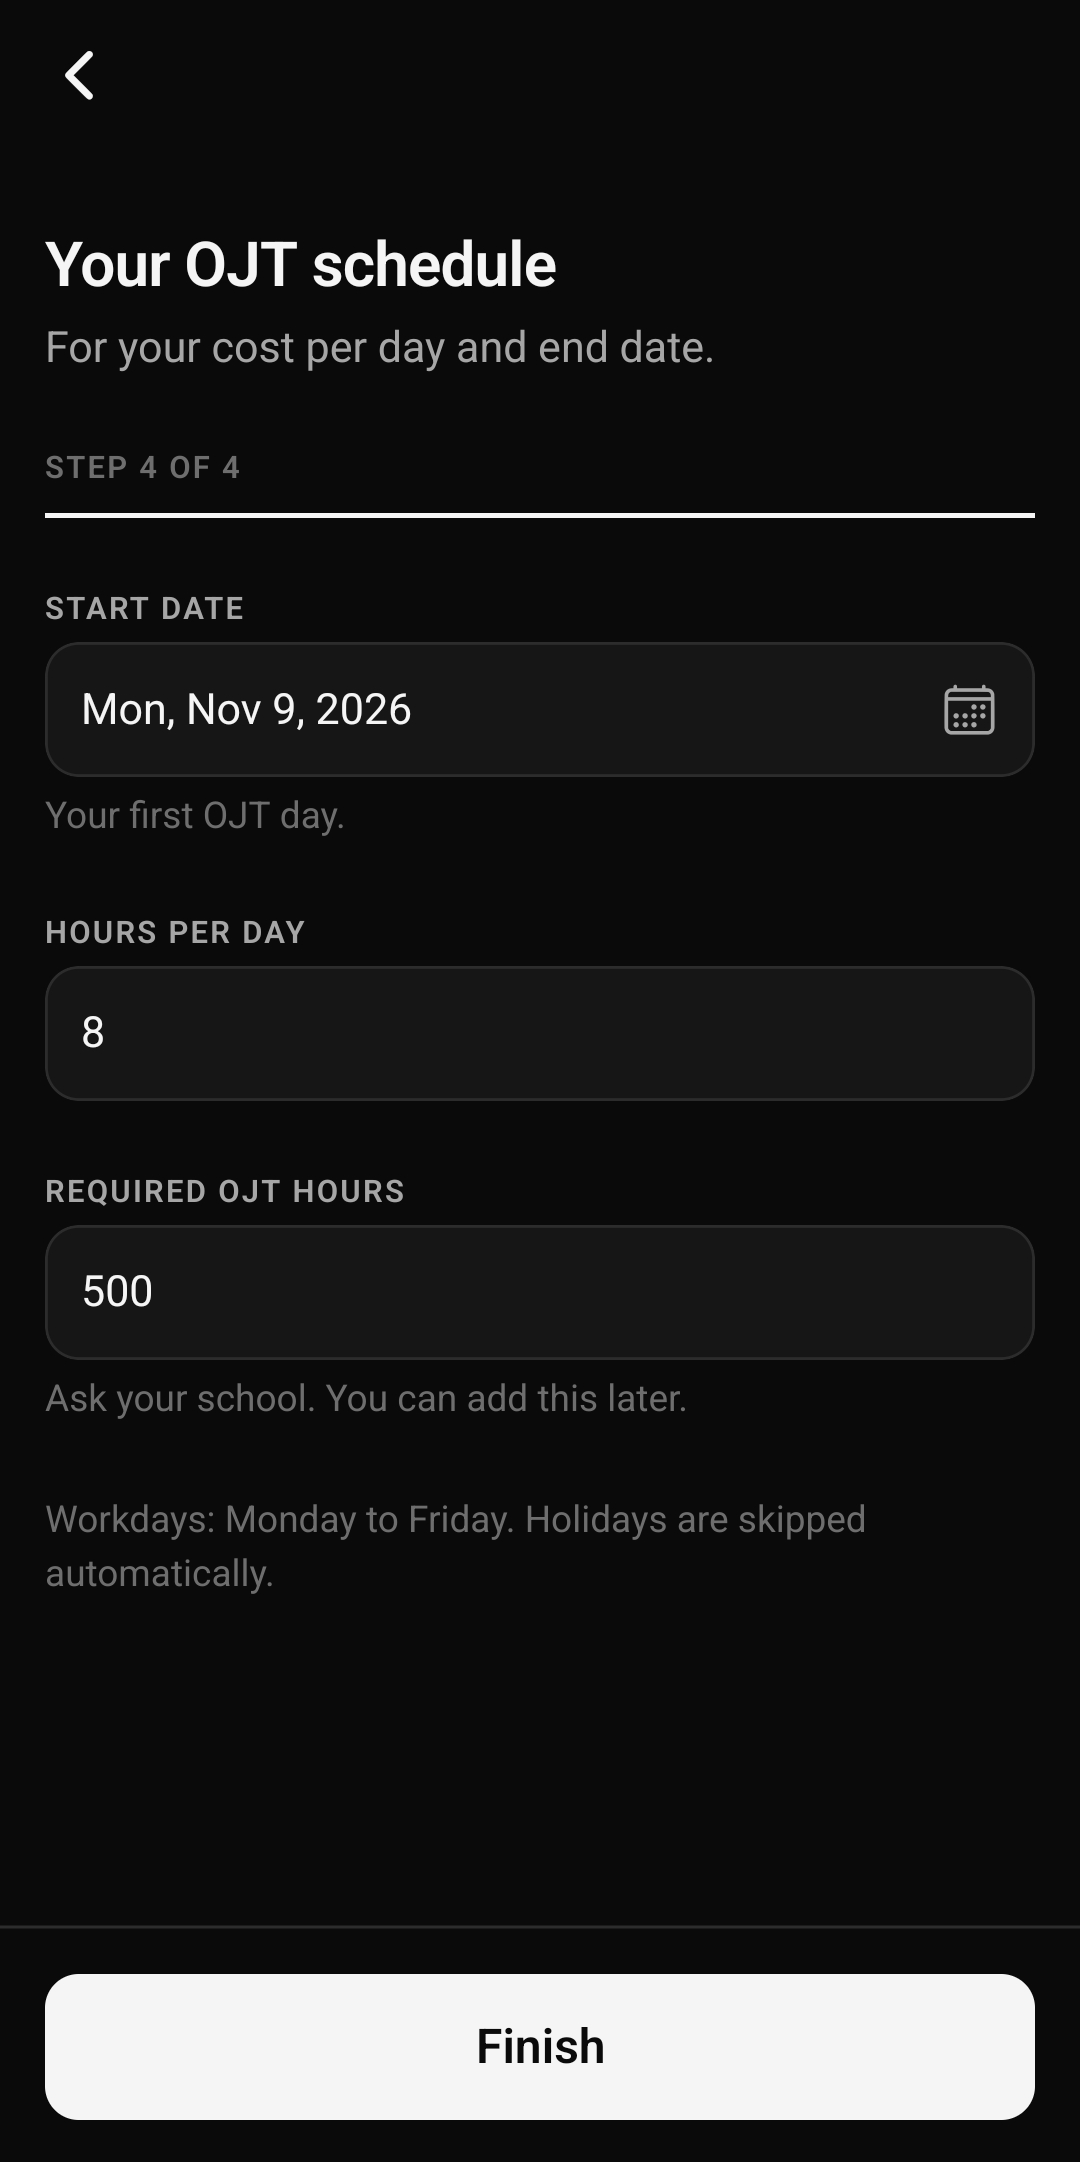 Your OJT schedule
For your cost per day and end date.
STEP 4 OF 4
START DATE
Mon, Nov 9, 2026
Your first OJT day.
HOURS PER DAY
8
REQUIRED OJT HOURS
500
Ask your school. You can add this later.
Workdays: Monday to Friday. Holidays are skipped
automatically.
Finish